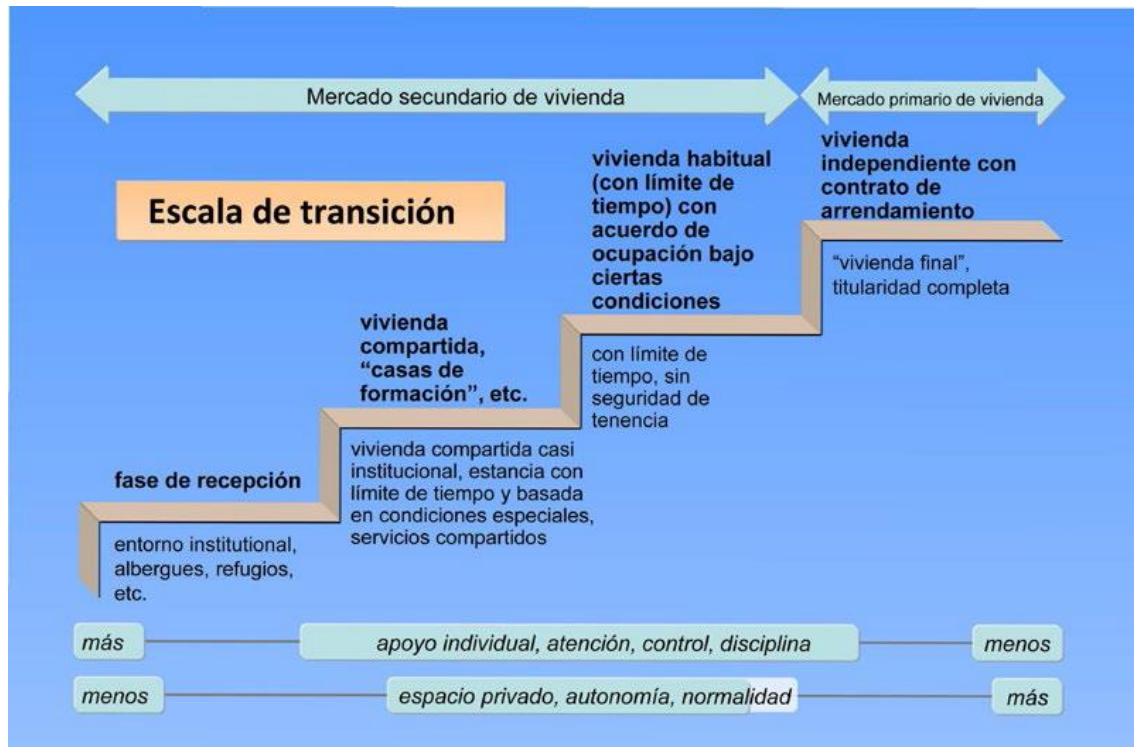 Mercado secundario de vivienda
Mercado primario de vivienda
Escala de transición
vivienda
independiente con
contrato de
arrendamiento
"vivienda final",
titularidad completa
vivienda habitual
(con límite de
tiempo) con
acuerdo de
ocupación bajo
ciertas
condiciones
con límite de
tiempo, sin
seguridad de
tenencia
vivienda
compartida,
“casas de
formación”, etc.
vivienda compartida casi
institucional, estancia con
límite de tiempo y basada
en condiciones especiales,
servicios compartidos
fase de recepción
entorno institutional,
albergues, refugios,
etc.
más
apoyo individual, atención, control, disciplina
menos
menos
espacio privado, autonomía, normalidad
más